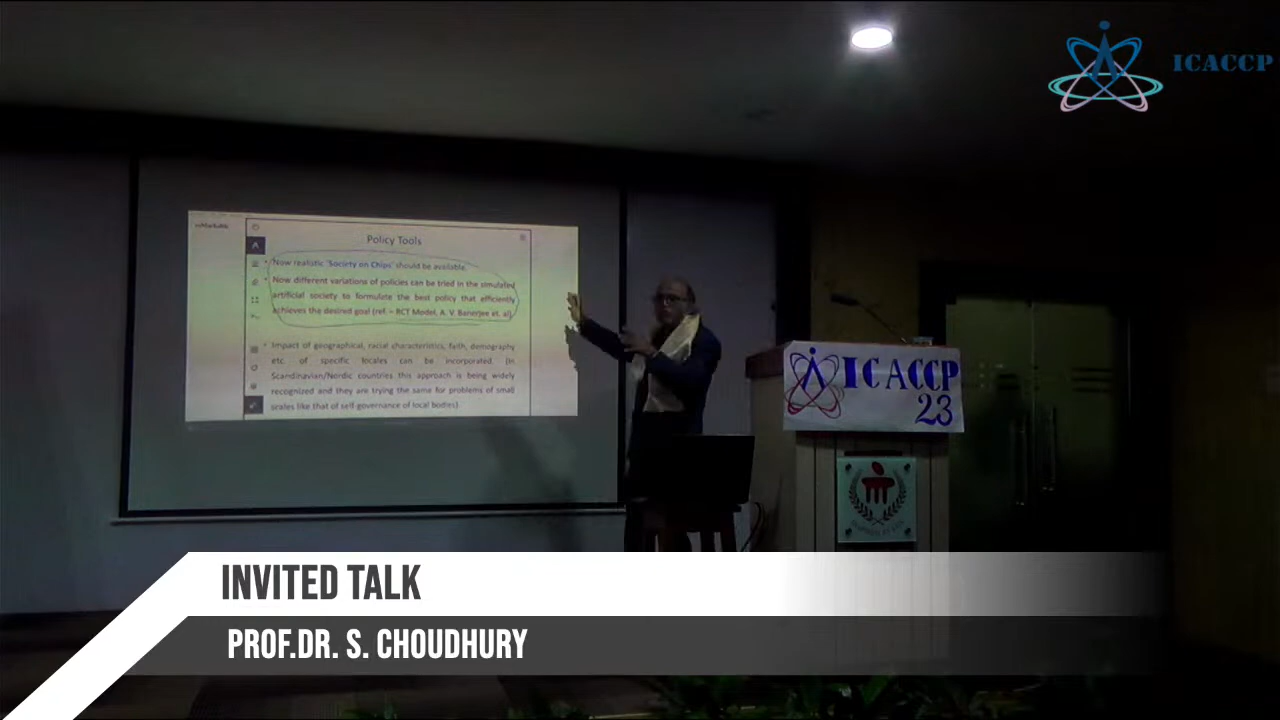 ICACCP
Policy Tools
• Now realistic 'Society on Chips' should be available.
• Now different variations of policies can be tried in the simulated
artificial society to formulate the best policy that efficiently
achieves the desired goal (ref. – RCT Model, A. V. Banerjee et. al).
• Impact of geographical, racial characteristics, faith, demography
etc. of specific locales can be incorporated. (In
Scandinavian/Nordic countries this approach is being widely
recognized and they are trying the same for problems of small
scales like that of self governance of local bodies).
ICACCP
23
INSPIRED BY LIFE
INVITED TALK
PROF.DR. S. CHOUDHURY